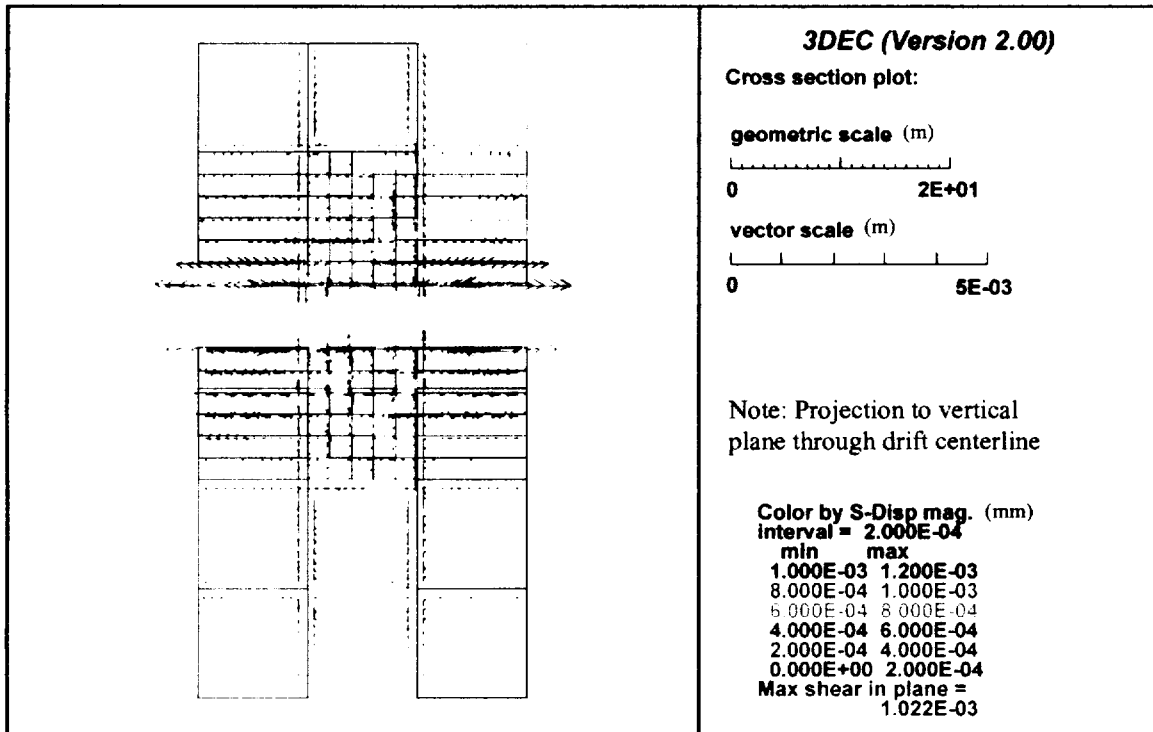 3DEC (Version 2.00)
Cross section plot:
geometric scale (m)
0 2E+01
vector scale (m)
0 5E-03
Note: Projection to vertical
plane through drift centerline
Color by S-Disp mag. (mm)
interval = 2.000E-04
min max
1.000E-03 1.200E-03
8.000E-04 1.000E-03
6.000E-04 8.000E-04
4.000E-04 6.000E-04
2.000E-04 4.000E-04
0.000E+00 2.000E-04
Max shear in plane =
1.022E-03